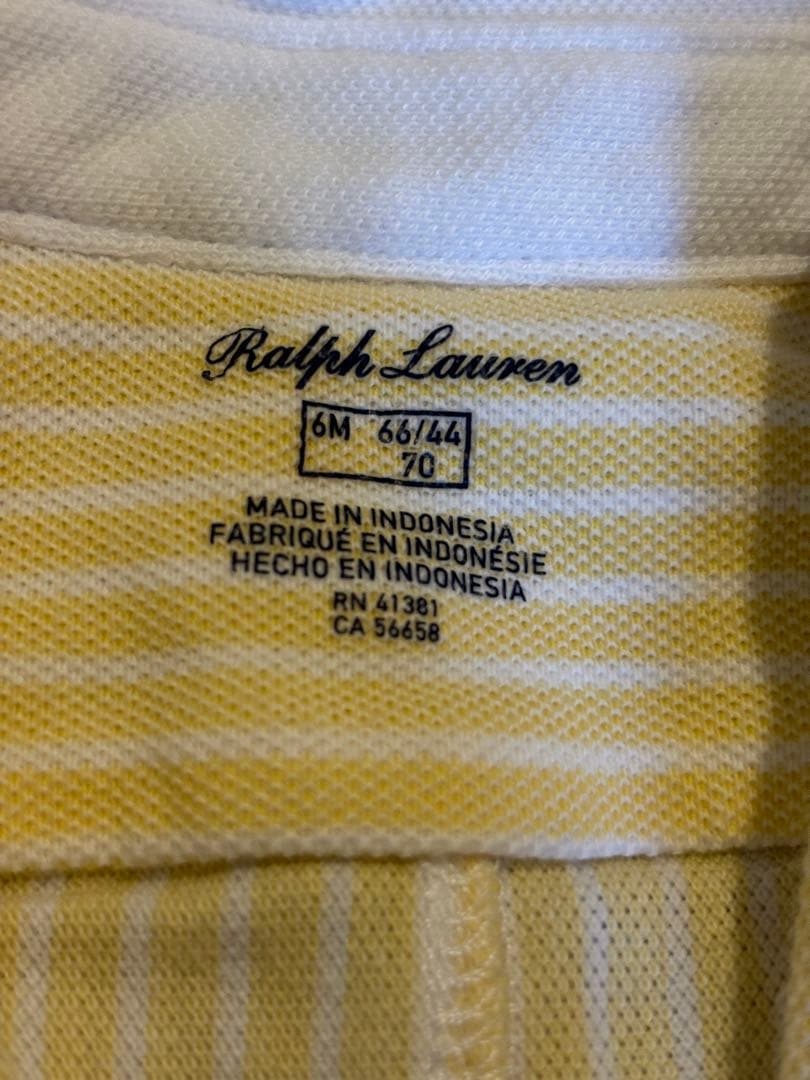 Ralph Lauren
6M 66/44
70
MADE IN INDONESIA
FABRIQUÉ EN INDONÉSIE
HECHO EN INDONESIA
RN 41381
CA 56658